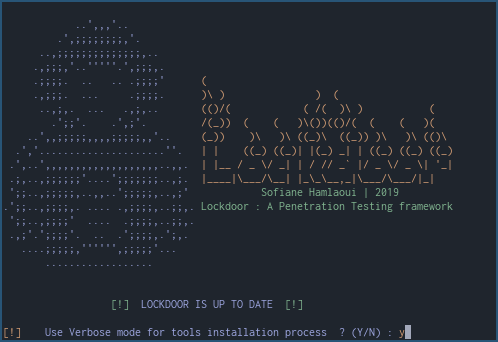 Sofiane Hamlaoui | 2019
Lockdoor : A Penetration Testing framework
[!]  LOCKDOOR IS UP TO DATE  [!]
[!]    Use Verbose mode for tools installation process  ? (Y/N) : y